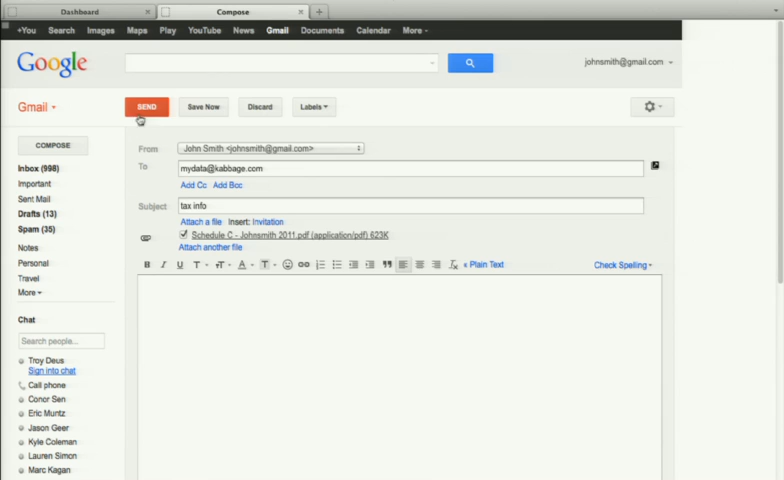 Dashboard × Compose × +
+You Search Images Maps Play YouTube News Gmail Documents Calendar More
Google johnsmith@gmail.com
Gmail SEND Save Now Discard Labels
COMPOSE From John Smith <johnsmith@gmail.com>
Inbox (998) To mydata@kabbage.com
Important Add Cc Add Bcc
Sent Mail Subject tax info
Drafts (13) Attach a file Insert: Invitation
Spam (35) Schedule C - Johnsmith 2011.pdf (application/pdf) 623K
Notes Attach another file
Personal B I U T T A T « Plain Text Check Spelling
Travel
More
Chat
Search people...
Troy Deus
Sign into chat
Call phone
Conor Sen
Eric Muntz
Jason Geer
Kyle Coleman
Lauren Simon
Marc Kagan